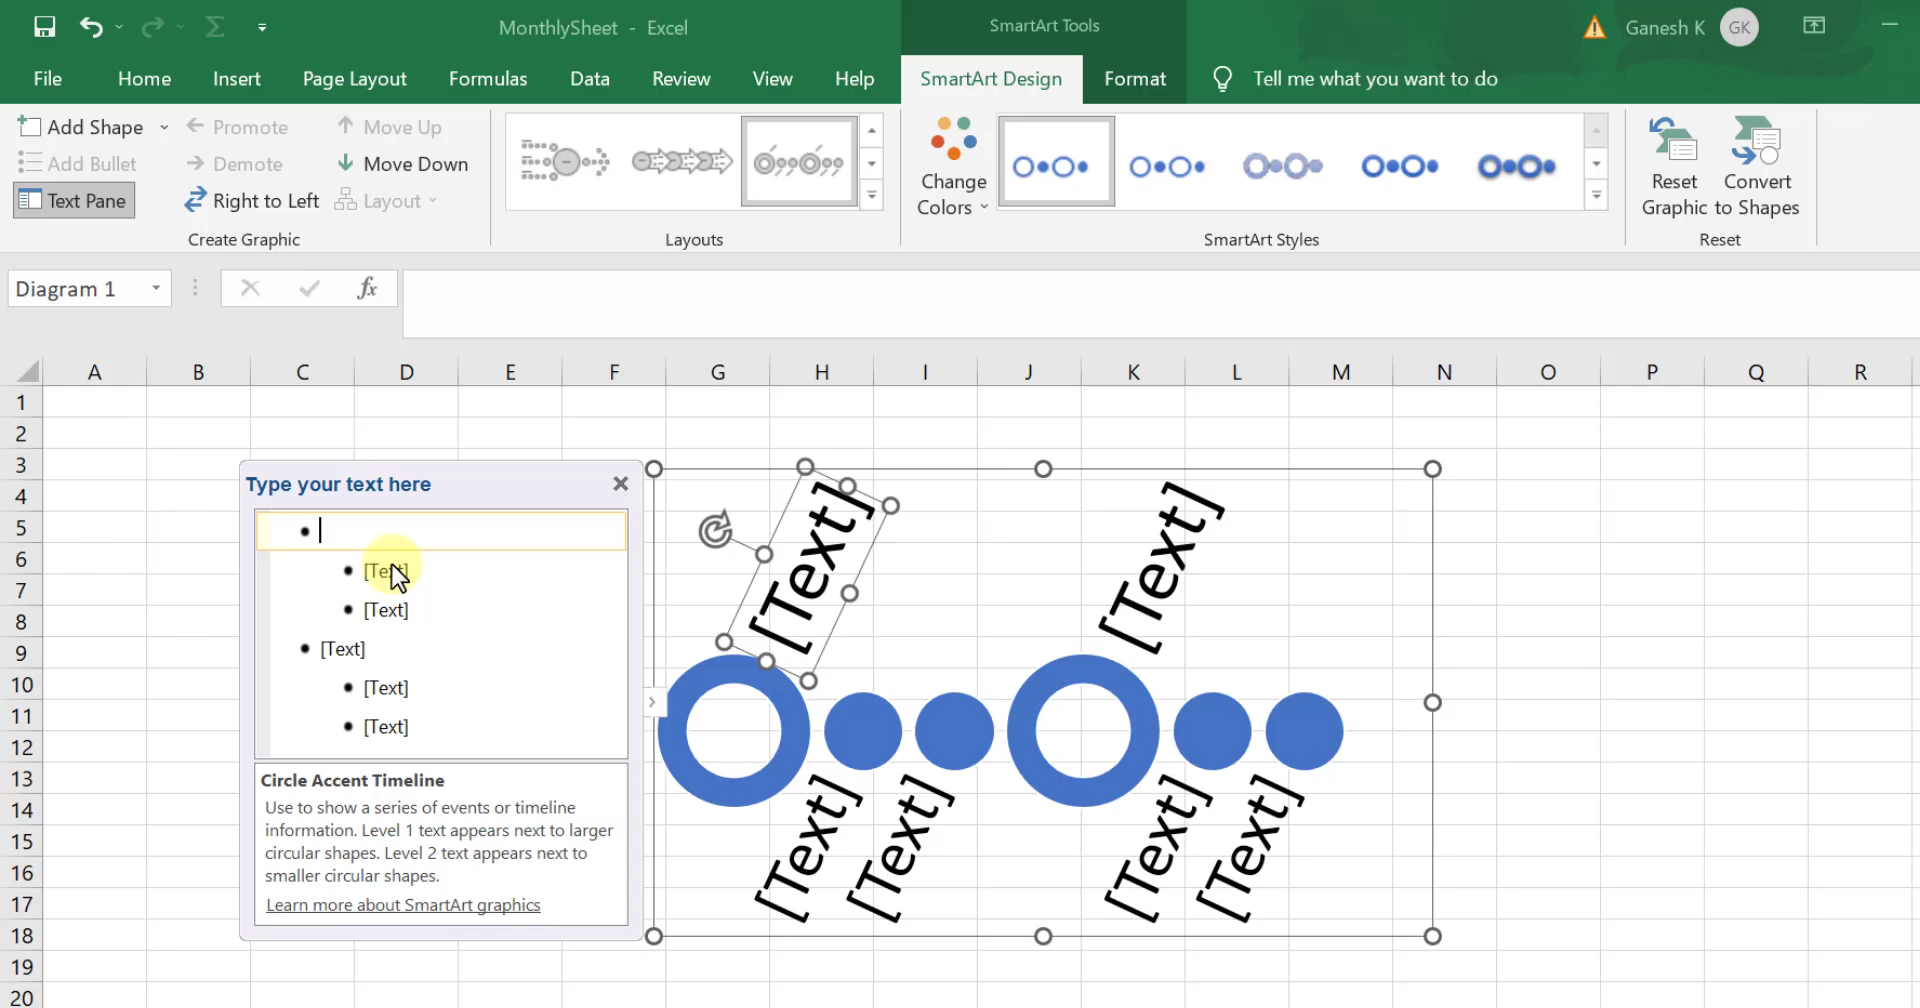 MonthlySheet - Excel
SmartArt Tools
Ganesh K
GK
File
Home
Insert
Page Layout
Formulas
Data
Review
View
Help
SmartArt Design
Format
Tell me what you want to do
Add Shape
Promote
Move Up
Add Bullet
Demote
Move Down
Text Pane
Right to Left
Layout
Create Graphic
Layouts
Change
Colors
SmartArt Styles
Reset
Graphic
Convert
to Shapes
Reset
Diagram 1
fx
A B C D E F G H I J K L M N O P Q R
1
2
3
4
5
6
7
8
9
10
11
12
13
14
15
16
17
18
19
20
Type your text here
[Text]
[Text]
[Text]
[Text]
[Text]
Circle Accent Timeline
Use to show a series of events or timeline
information. Level 1 text appears next to larger
circular shapes. Level 2 text appears next to
smaller circular shapes.
Learn more about SmartArt graphics
[Text]
[Text]
[Text]
[Text]
[Text]
[Text]